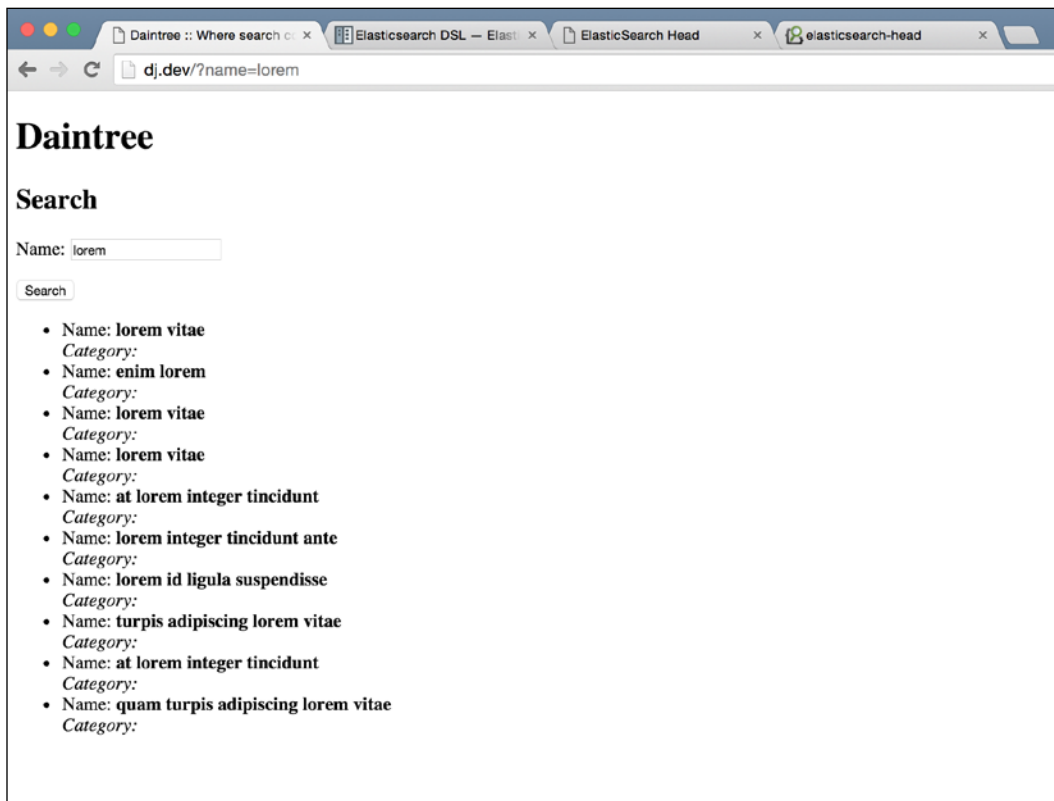 Daintree :: Where search c
Elasticsearch DSL — Elast
ElasticSearch Head
elasticsearch-head
dj.dev/?name=lorem
Daintree
Search
Name: lorem
Search
• Name: lorem vitae
Category:
• Name: enim lorem
Category:
• Name: lorem vitae
Category:
• Name: lorem vitae
Category:
• Name: at lorem integer tincidunt
Category:
• Name: lorem integer tincidunt ante
Category:
• Name: lorem id ligula suspendisse
Category:
• Name: turpis adipiscing lorem vitae
Category:
• Name: at lorem integer tincidunt
Category:
• Name: quam turpis adipiscing lorem vitae
Category: